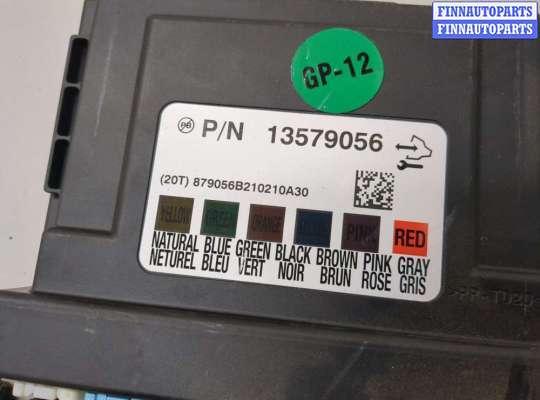 FINNAUTOPARTS
FINNAUTOPARTS
GP-12
P/N 13579056
(20T) 879056B210210A30
YELLOW GREEN ORANGE PINK RED
NATURAL BLUE GREEN BLACK BROWN PINK GRAY
NETUREL BLEU VERT NOIR BRUN ROSE GRIS